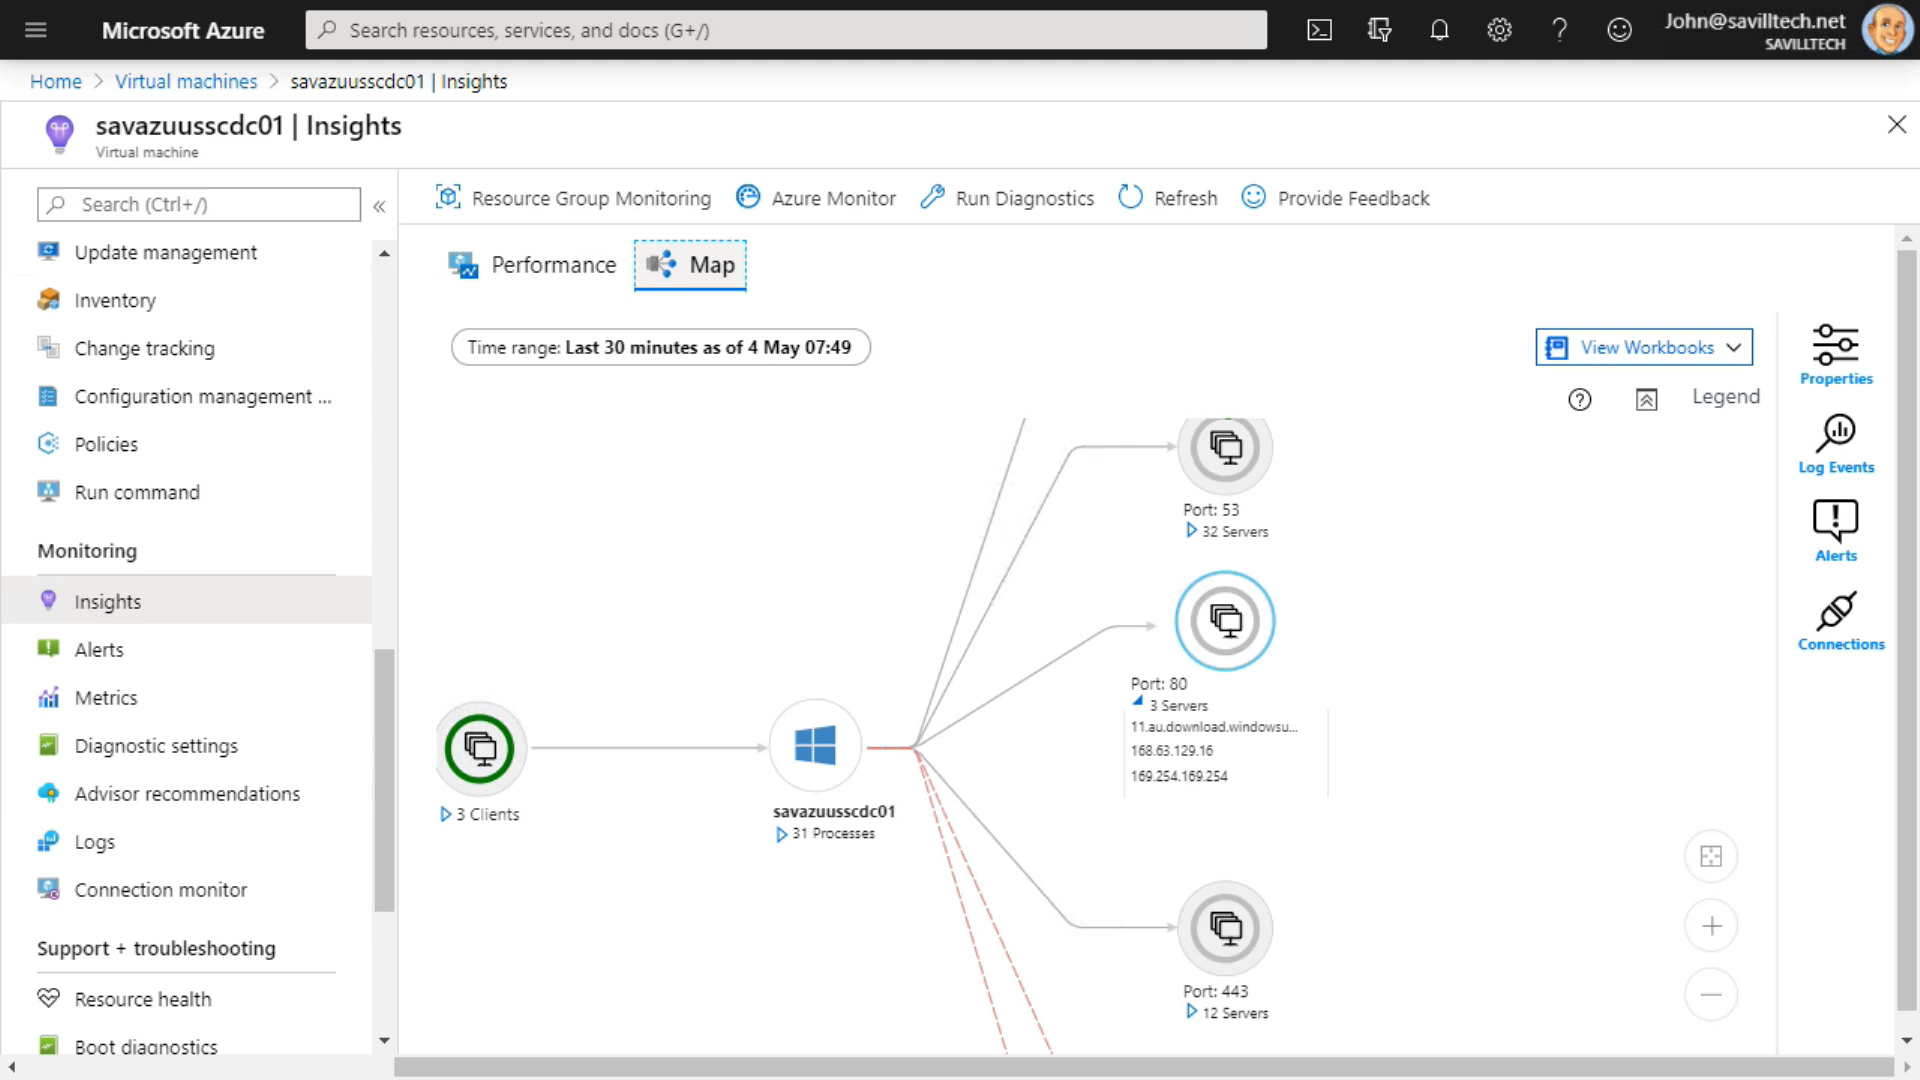 Microsoft Azure
Search resources, services, and docs (G+/)
John@savilltech.net
SAVILLTECH
Home > Virtual machines > savazuusscdc01 | Insights
savazuusscdc01 | Insights
Virtual machine
Search (Ctrl+/)
«
Resource Group Monitoring
Azure Monitor
Run Diagnostics
Refresh
Provide Feedback
Update management
Inventory
Change tracking
Configuration management ...
Policies
Run command
Monitoring
Insights
Alerts
Metrics
Diagnostic settings
Advisor recommendations
Logs
Connection monitor
Support + troubleshooting
Resource health
Boot diagnostics
Performance
Map
Time range: Last 30 minutes as of 4 May 07:49
View Workbooks
Legend
Properties
Log Events
Alerts
Connections
Port: 53
32 Servers
Port: 80
3 Servers
11.au.download.windowsu...
168.63.129.16
169.254.169.254
3 Clients
savazuusscdc01
31 Processes
Port: 443
12 Servers